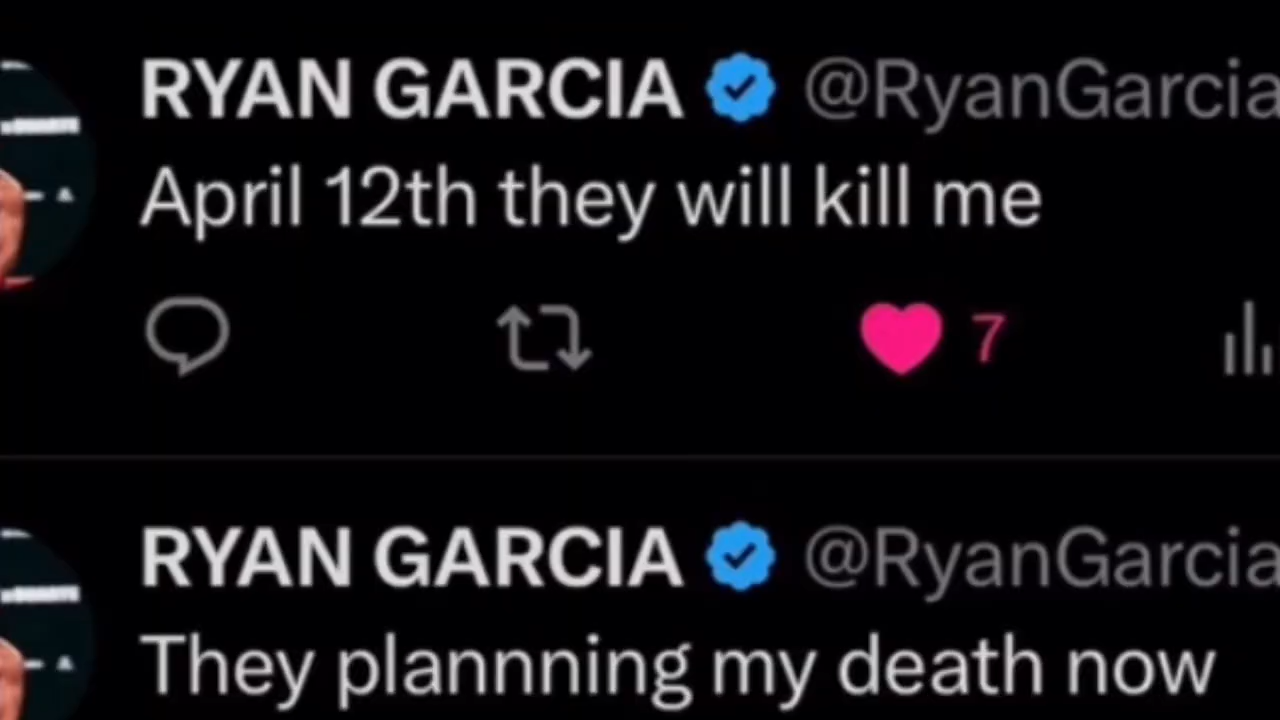 RYAN GARCIA @RyanGarcia
April 12th they will kill me
7
RYAN GARCIA @RyanGarcia
They plannning my death now